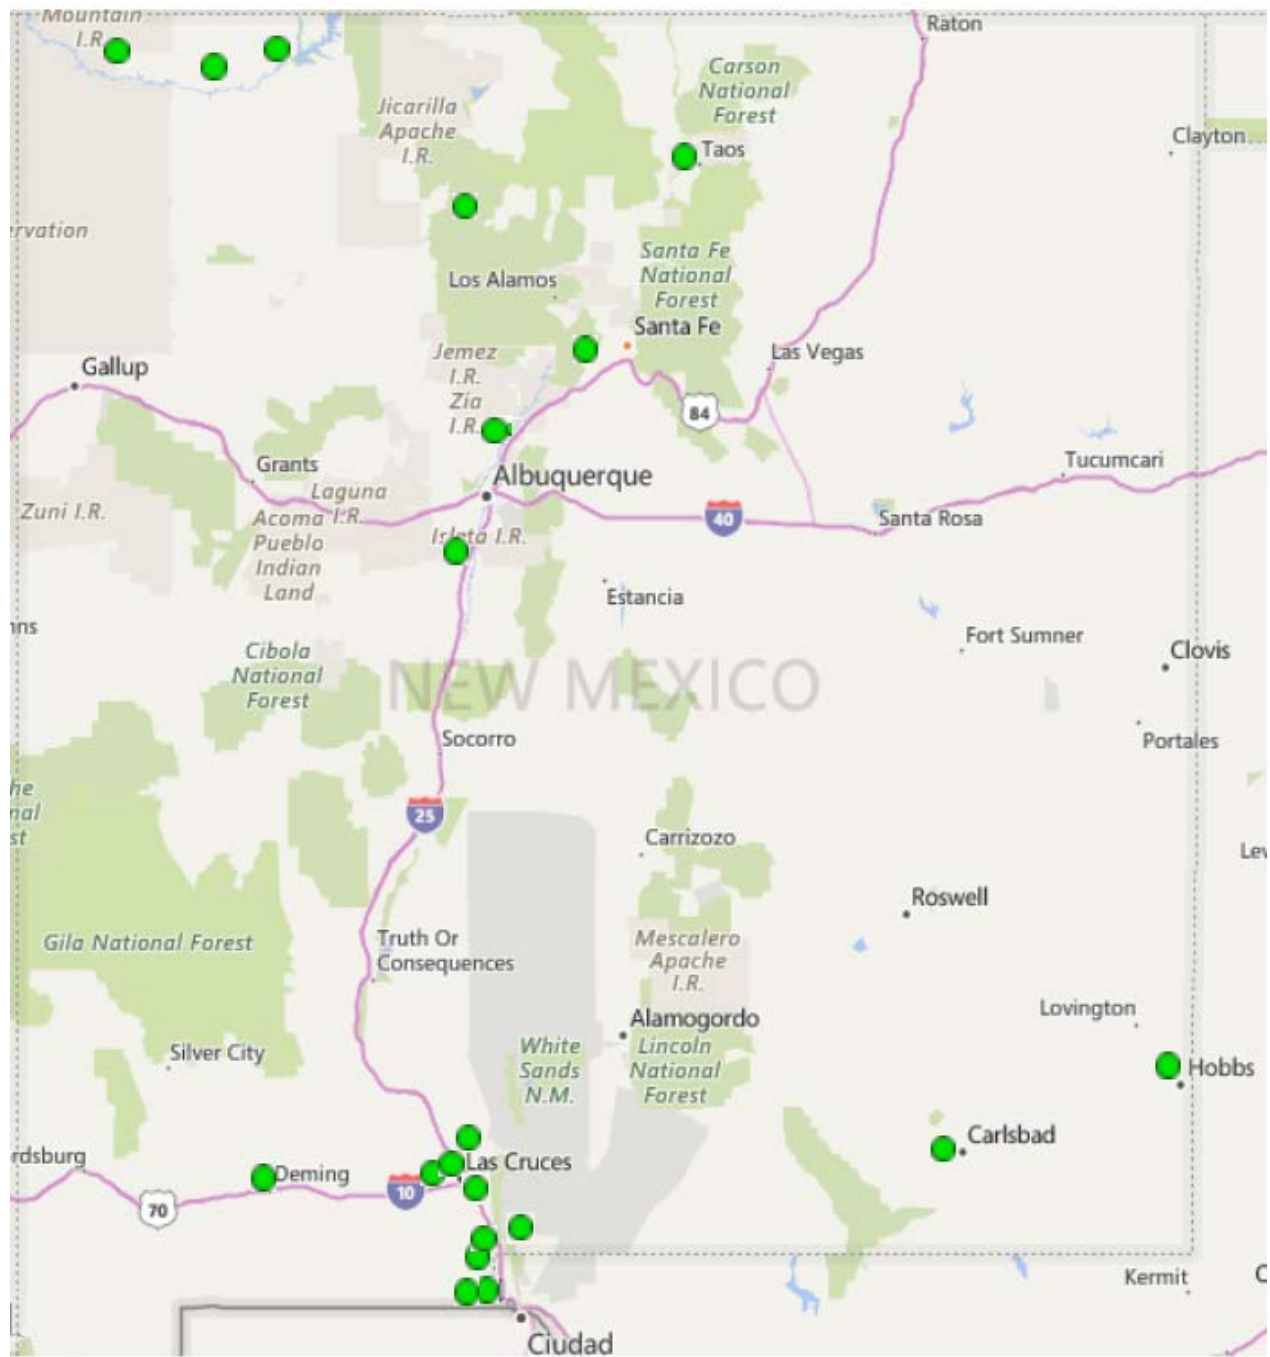 Mountain
I.R.
Raton
Carson
National
Forest
Jicarilla
Apache
I.R.
Clayton
Taos
ervation
Santa Fe
National
Forest
Los Alamos
Santa Fe
Jemez
I.R.
Zia
I.R.
Las Vegas
Gallup
84
Grants
Tucumcari
Albuquerque
Laguna
I.R.
Zuni I.R.
Acoma
Pueblo
Indian
Land
40
Santa Rosa
Isleta I.R.
Estancia
ns
Fort Sumner
Cibola
National
Forest
Clovis
NEW MEXICO
Socorro
Portales
he
nal
st
25
Carrizozo
Lev
Roswell
Gila National Forest
Truth Or
Consequences
Mescalero
Apache
I.R.
Lovington
Alamogordo
Silver City
White
Sands
N.M.
Lincoln
National
Forest
Hobbs
Carlsbad
rdsburg
Deming
Las Cruces
10
70
Kermit
Ciudad